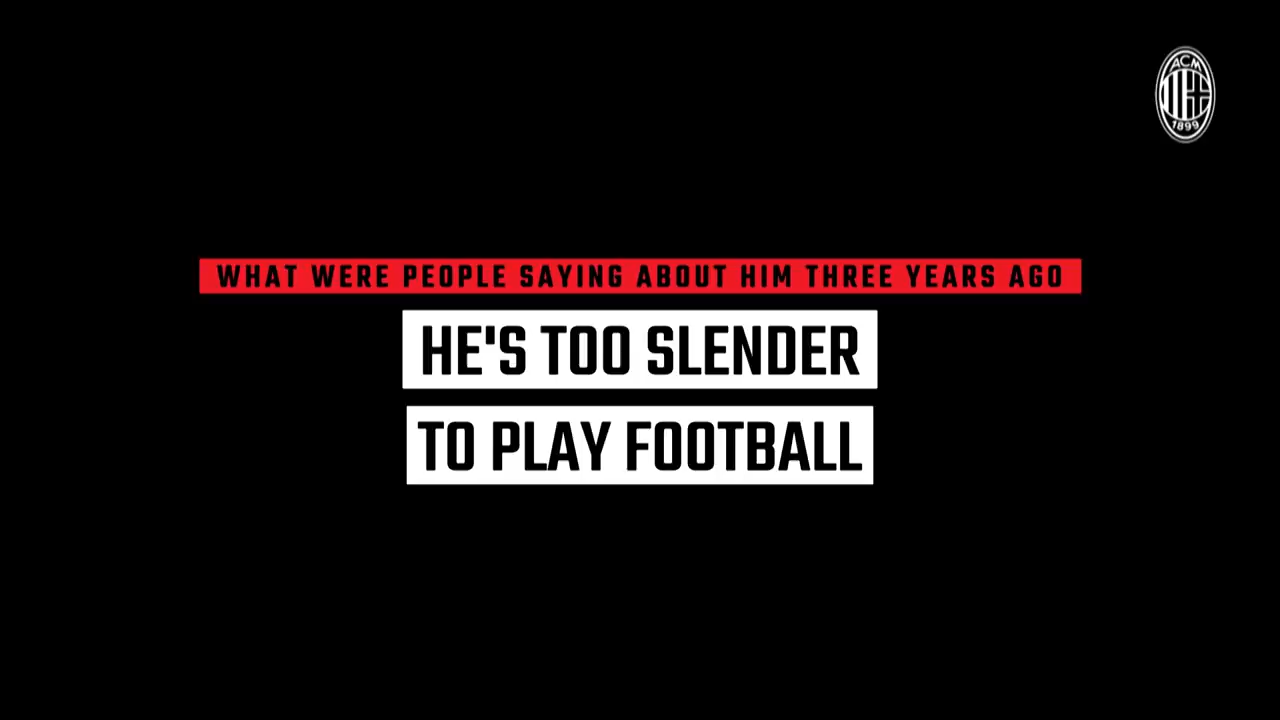 ACM
1899
WHAT WERE PEOPLE SAYING ABOUT HIM THREE YEARS AGO
HE'S TOO SLENDER
TO PLAY FOOTBALL